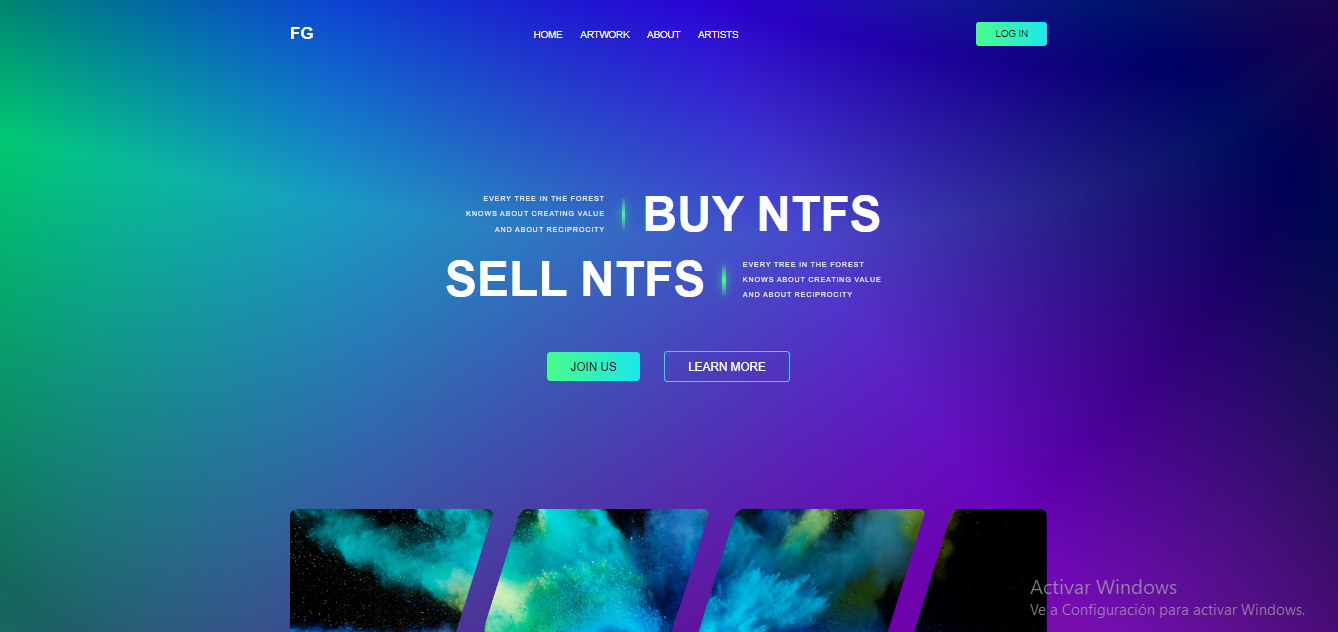 FG
HOME ARTWORK ABOUT ARTISTS
LOG IN
EVERY TREE IN THE FOREST
KNOWS ABOUT CREATING VALUE
AND ABOUT RECIPROCITY
BUY NTFS
SELL NTFS
EVERY TREE IN THE FOREST
KNOWS ABOUT CREATING VALUE
AND ABOUT RECIPROCITY
JOIN US
LEARN MORE
Activar Windows
Ve a Configuración para activar Windows.